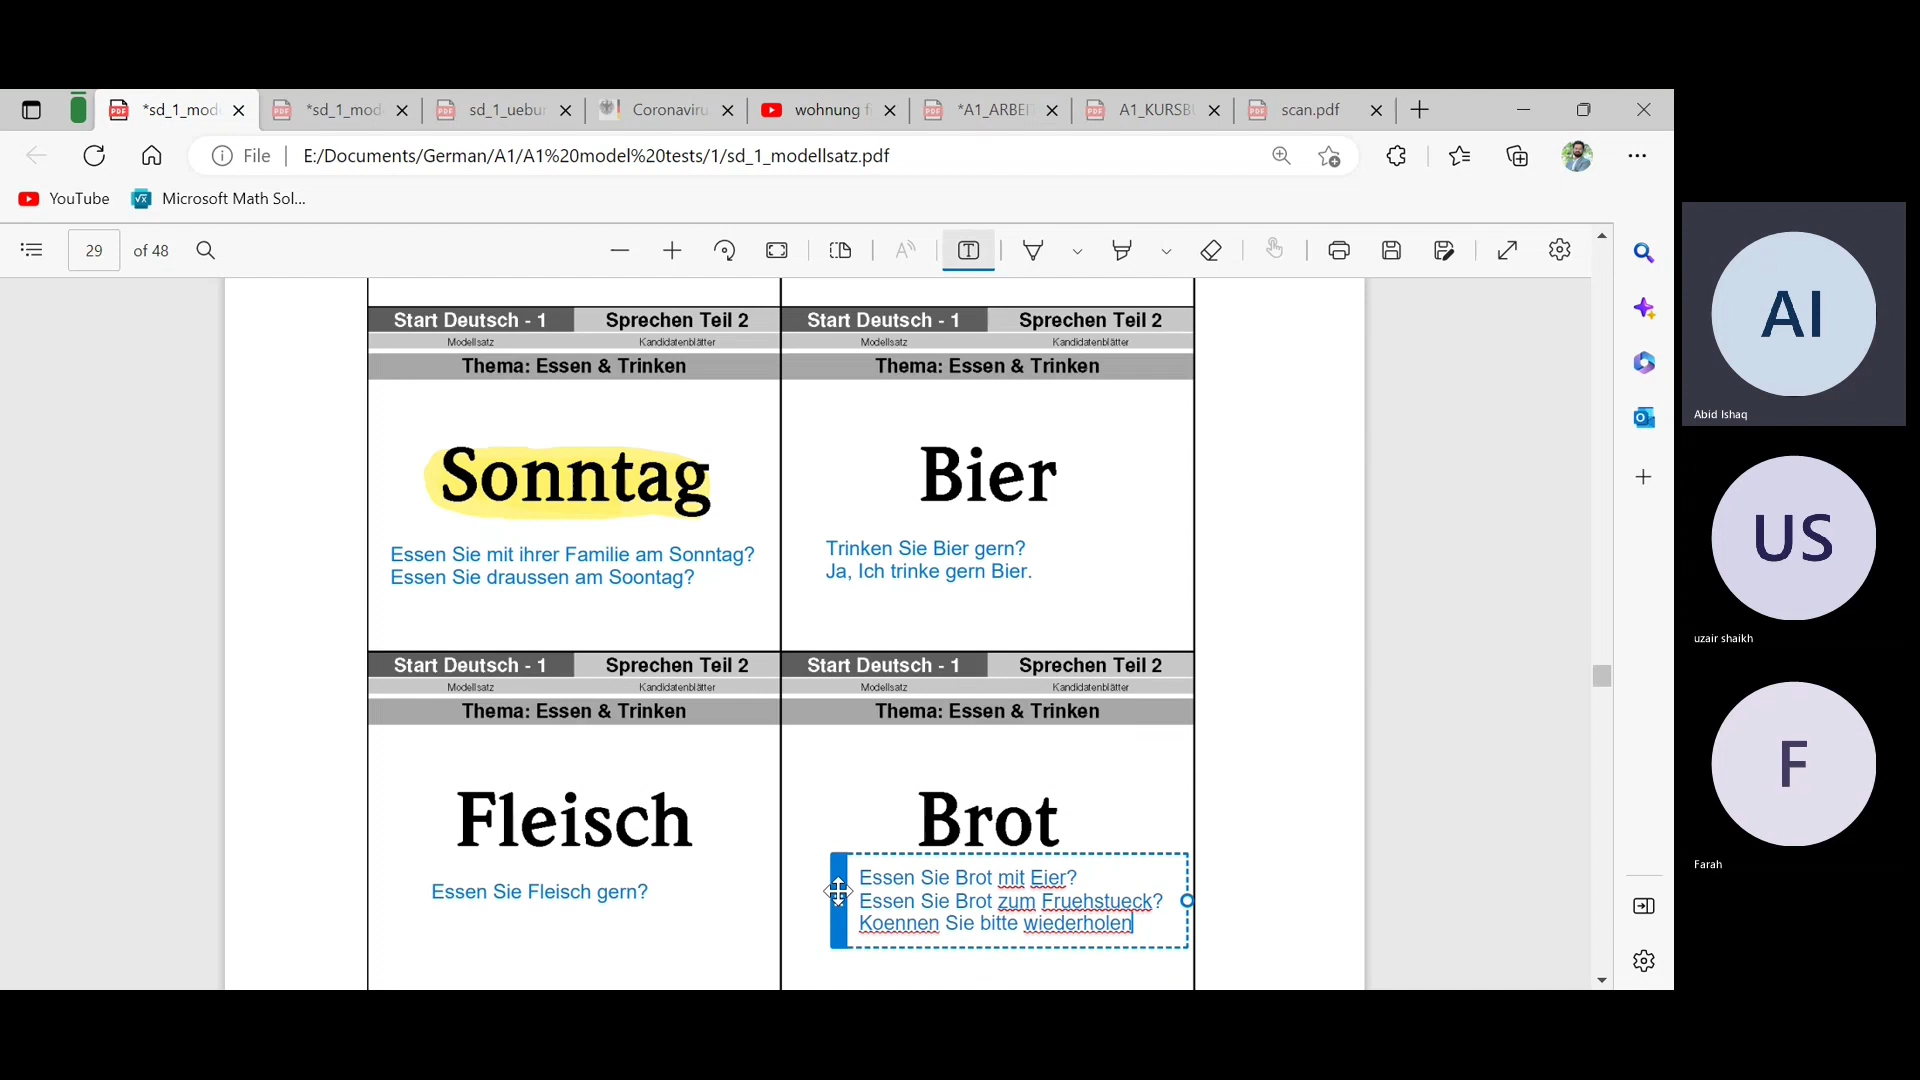 *sd_1_mod
*sd_1_mod
sd_1_uebu
Coronaviru
wohnung f
*A1_ARBEI
A1_KURSB
scan.pdf
File
E:/Documents/German/A1/A1%20model%20tests/1/sd_1_modellsatz.pdf
YouTube
Microsoft Math Sol...
29 of 48
Start Deutsch - 1 Sprechen Teil 2
Modellsatz Kandidatenblätter
Thema: Essen & Trinken
Sonntag
Essen Sie mit ihrer Familie am Sonntag?
Essen Sie draussen am Soontag?
Start Deutsch - 1 Sprechen Teil 2
Modellsatz Kandidatenblätter
Thema: Essen & Trinken
Bier
Trinken Sie Bier gern?
Ja, Ich trinke gern Bier.
Start Deutsch - 1 Sprechen Teil 2
Modellsatz Kandidatenblätter
Thema: Essen & Trinken
Fleisch
Essen Sie Fleisch gern?
Start Deutsch - 1 Sprechen Teil 2
Modellsatz Kandidatenblätter
Thema: Essen & Trinken
Brot
Essen Sie Brot mit Eier?
Essen Sie Brot zum Fruehstueck?
Koennen Sie bitte wiederholen
AI
Abid Ishaq
US
uzair shaikh
F
Farah